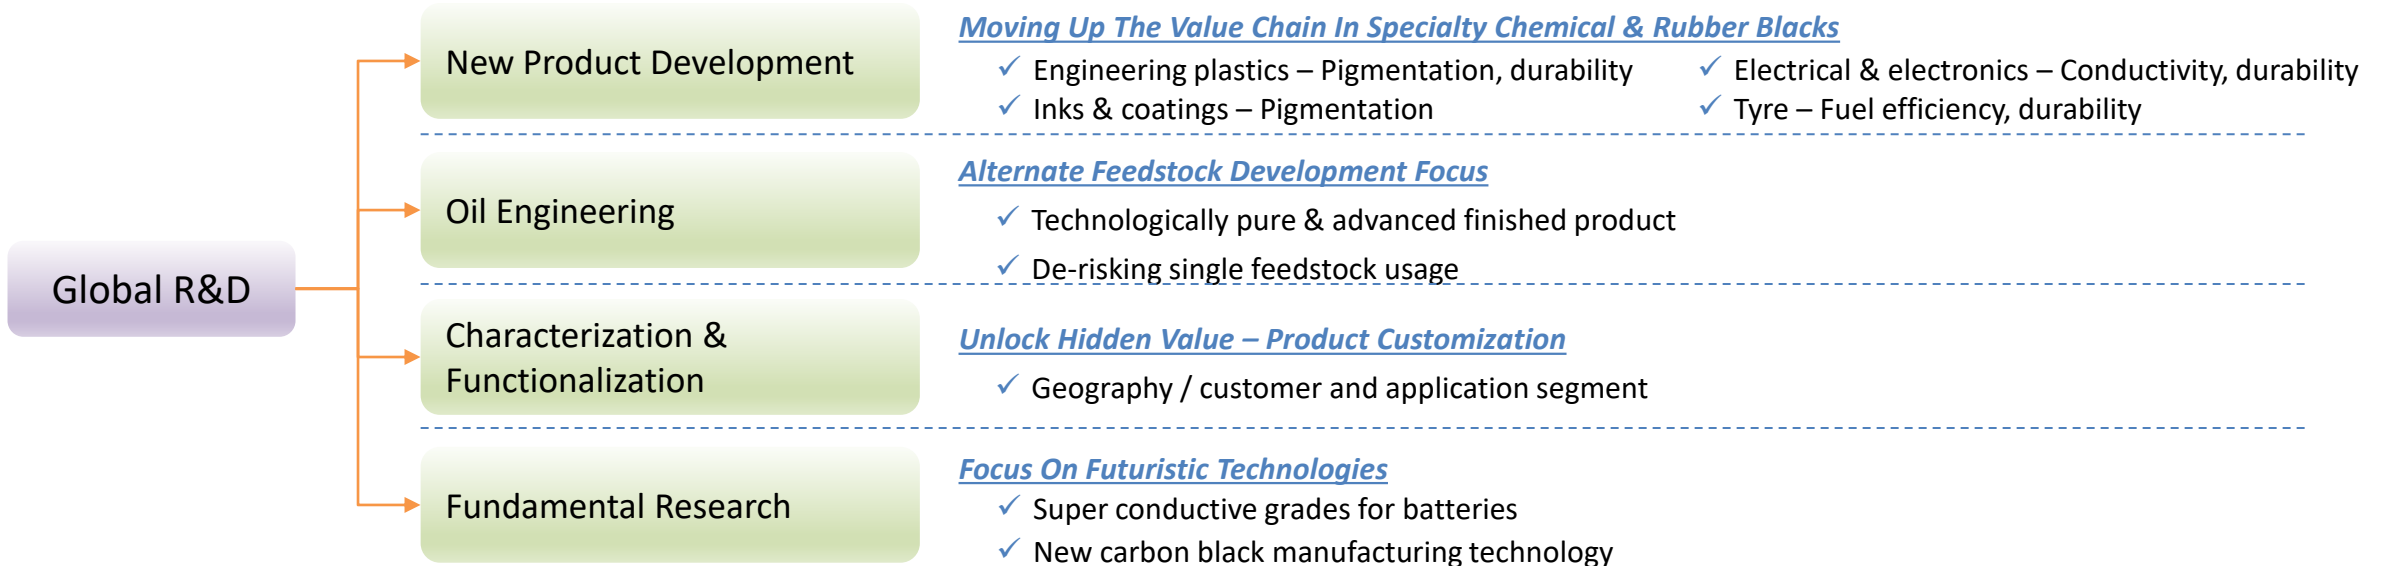 Global R&D
New Product Development
Moving Up The Value Chain In Specialty Chemical & Rubber Blacks
✓ Engineering plastics – Pigmentation, durability
✓ Inks & coatings – Pigmentation
✓ Electrical & electronics – Conductivity, durability
✓ Tyre – Fuel efficiency, durability
Oil Engineering
Alternate Feedstock Development Focus
✓ Technologically pure & advanced finished product
✓ De-risking single feedstock usage
Characterization &
Functionalization
Unlock Hidden Value – Product Customization
✓ Geography / customer and application segment
Fundamental Research
Focus On Futuristic Technologies
✓ Super conductive grades for batteries
✓ New carbon black manufacturing technology